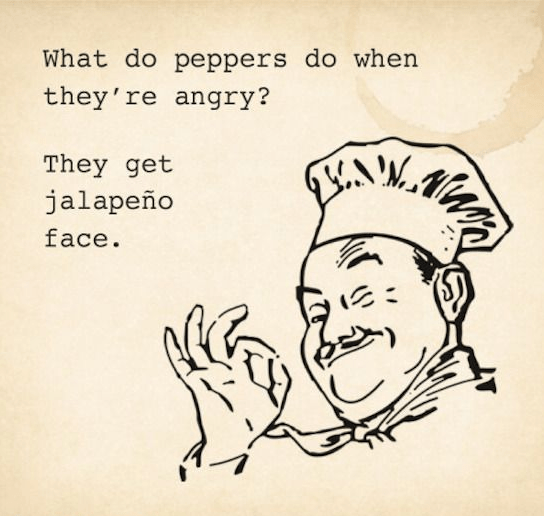 What do peppers do when
they’re angry?
They get
jalapeño
face.